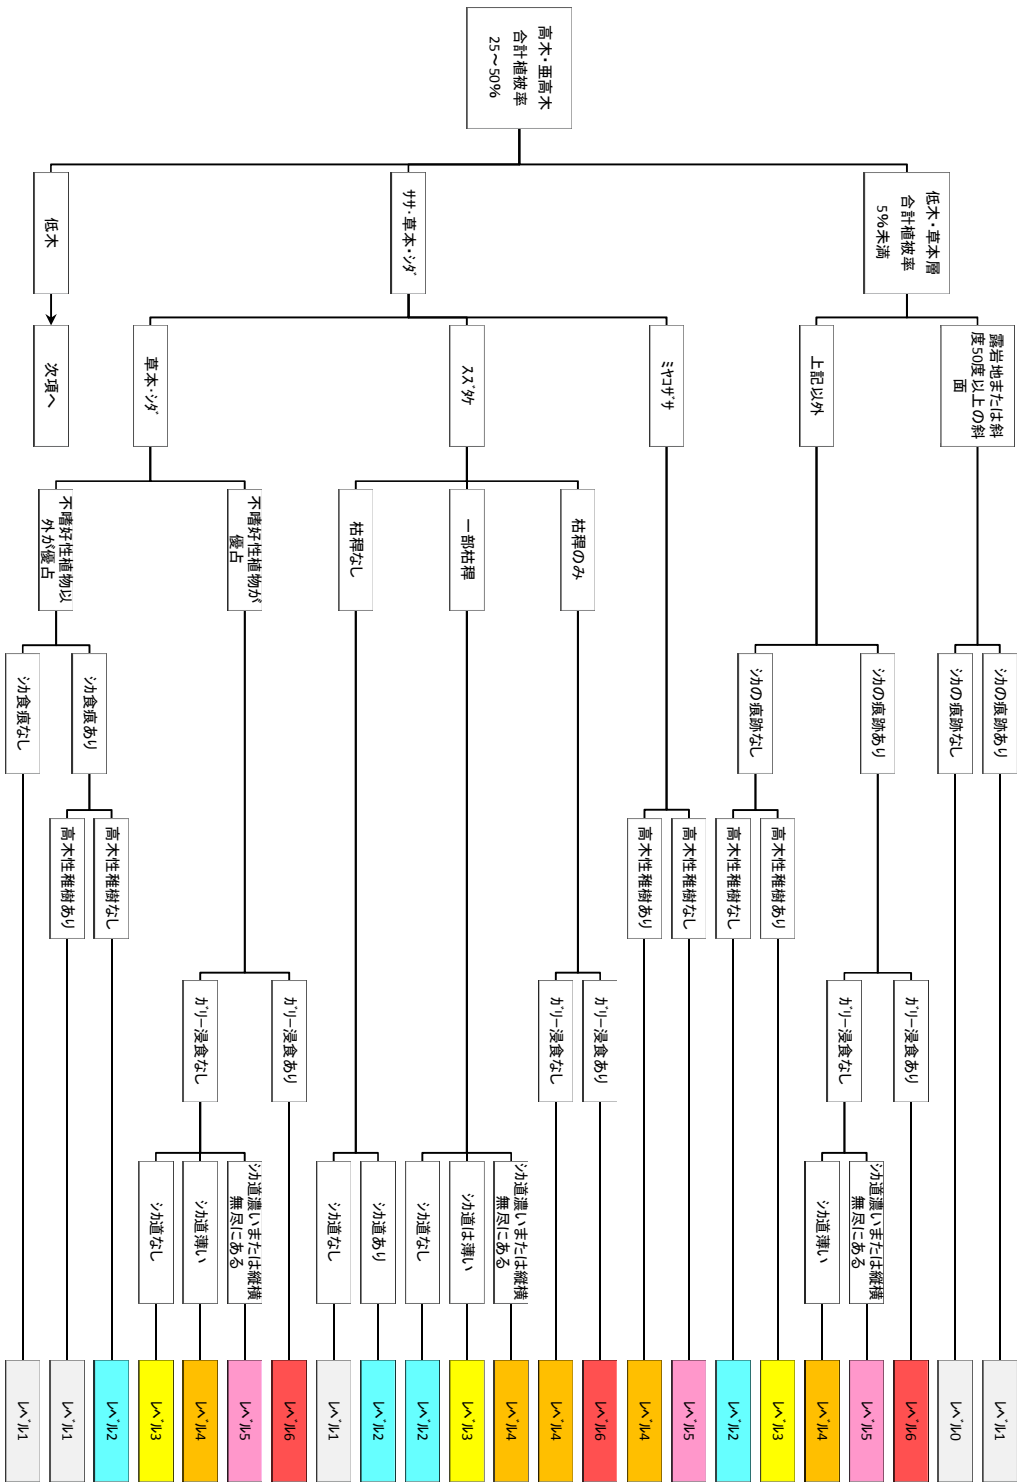 高木・亜高木
合計植被率
25～50%
低木・草本層
合計植被率
5%未満
ｻｻ・草本・ｼﾀﾞ
低木
露岩地または斜
度50度以上の斜
面
上記以外
ﾐﾔｺｻﾞｻ
ｽｽﾞﾀｹ
草本・ｼﾀﾞ
次項へ
枯稈のみ
一部枯稈
枯稈なし
不嗜好性植物が
優占
不嗜好性植物以
外が優占
ｼｶの痕跡あり
ｼｶの痕跡なし
ｼｶの痕跡あり
ｼｶの痕跡なし
ｼｶ食痕あり
ｼｶ食痕なし
高木性稚樹あり
高木性稚樹なし
高木性稚樹なし
高木性稚樹あり
高木性稚樹なし
高木性稚樹あり
ｶﾞﾘｰ浸食あり
ｶﾞﾘｰ浸食なし
ｶﾞﾘｰ浸食あり
ｶﾞﾘｰ浸食なし
ｶﾞﾘｰ浸食あり
ｶﾞﾘｰ浸食なし
ｼｶ道濃いまたは縦横
無尽にある
ｼｶ道薄い
ｼｶ道濃いまたは縦横
無尽にある
ｼｶ道は薄い
ｼｶ道なし
ｼｶ道あり
ｼｶ道なし
ｼｶ道濃いまたは縦横
無尽にある
ｼｶ道薄い
ｼｶ道なし
ﾚﾍﾞﾙ1
ﾚﾍﾞﾙ0
ﾚﾍﾞﾙ6
ﾚﾍﾞﾙ5
ﾚﾍﾞﾙ4
ﾚﾍﾞﾙ3
ﾚﾍﾞﾙ2
ﾚﾍﾞﾙ5
ﾚﾍﾞﾙ4
ﾚﾍﾞﾙ6
ﾚﾍﾞﾙ4
ﾚﾍﾞﾙ4
ﾚﾍﾞﾙ3
ﾚﾍﾞﾙ2
ﾚﾍﾞﾙ2
ﾚﾍﾞﾙ1
ﾚﾍﾞﾙ6
ﾚﾍﾞﾙ5
ﾚﾍﾞﾙ4
ﾚﾍﾞﾙ3
ﾚﾍﾞﾙ2
ﾚﾍﾞﾙ1
ﾚﾍﾞﾙ1